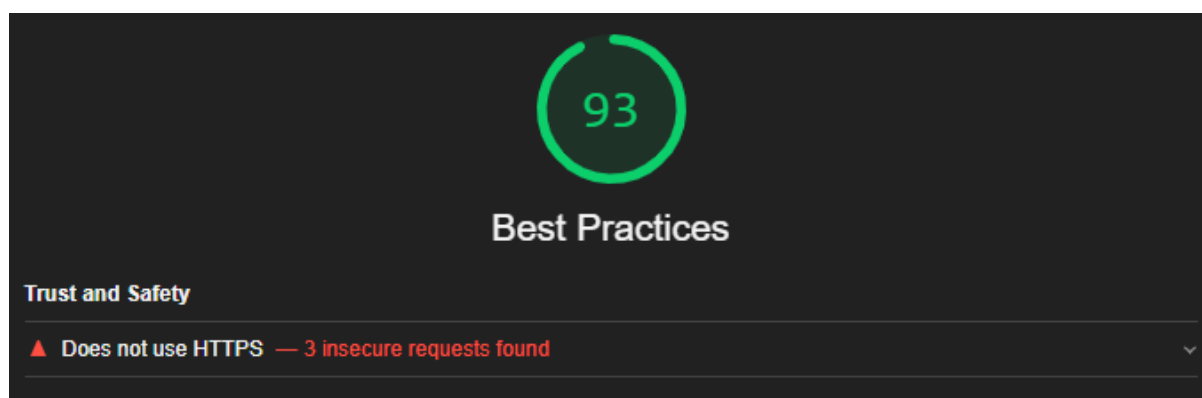 93
Best Practices
Trust and Safety
Does not use HTTPS — 3 insecure requests found